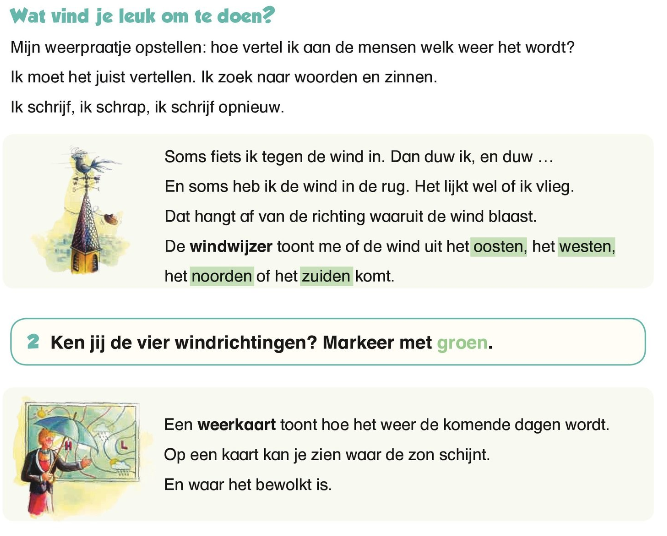 Wat vind je leuk om te doen?
Mijn weerpraatje opstellen: hoe vertel ik aan de mensen welk weer het wordt?
Ik moet het juist vertellen. Ik zoek naar woorden en zinnen.
Ik schrijf, ik schrap, ik schrijf opnieuw.
Soms fiets ik tegen de wind in. Dan duw ik, en duw ...
En soms heb ik de wind in de rug. Het lijkt wel of ik vlieg.
Dat hangt af van de richting waaruit de wind blaast.
De windwijzer toont me of de wind uit het oosten, het westen,
het noorden of het zuiden komt.
2 Ken jij de vier windrichtingen? Markeer met groen.
H L
Een weerkaart toont hoe het weer de komende dagen wordt.
Op een kaart kan je zien waar de zon schijnt.
En waar het bewolkt is.